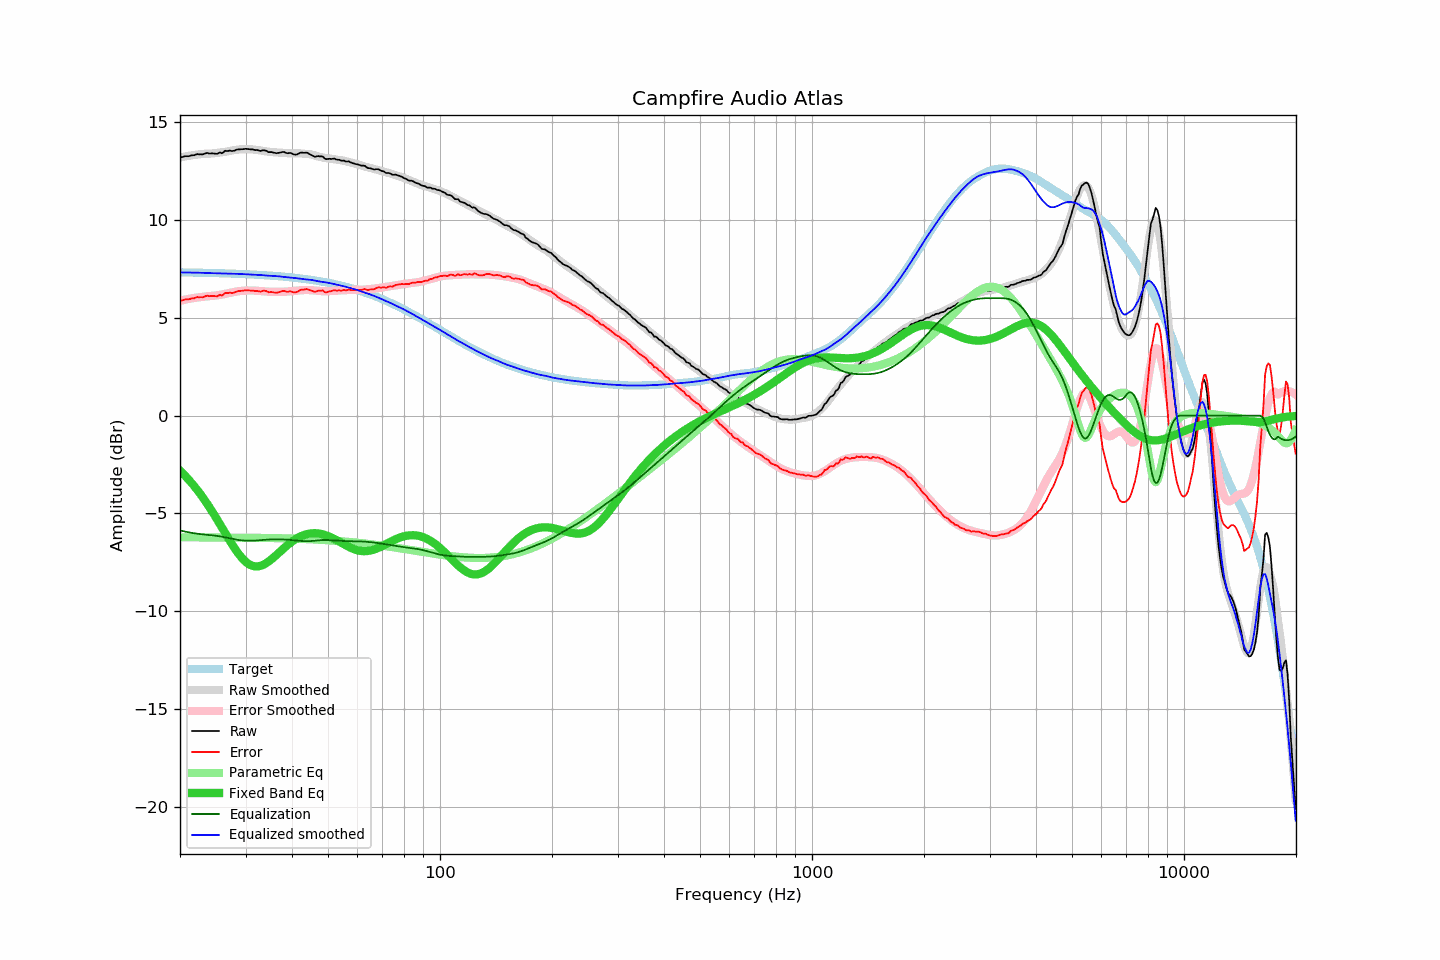 Campfire Audio Atlas
15
10
5
0
−5
−10
−15
−20
Amplitude (dBr)
Target
Raw Smoothed
Error Smoothed
Raw
Error
Parametric Eq
Fixed Band Eq
Equalization
Equalized smoothed
100
1000
10000
Frequency (Hz)